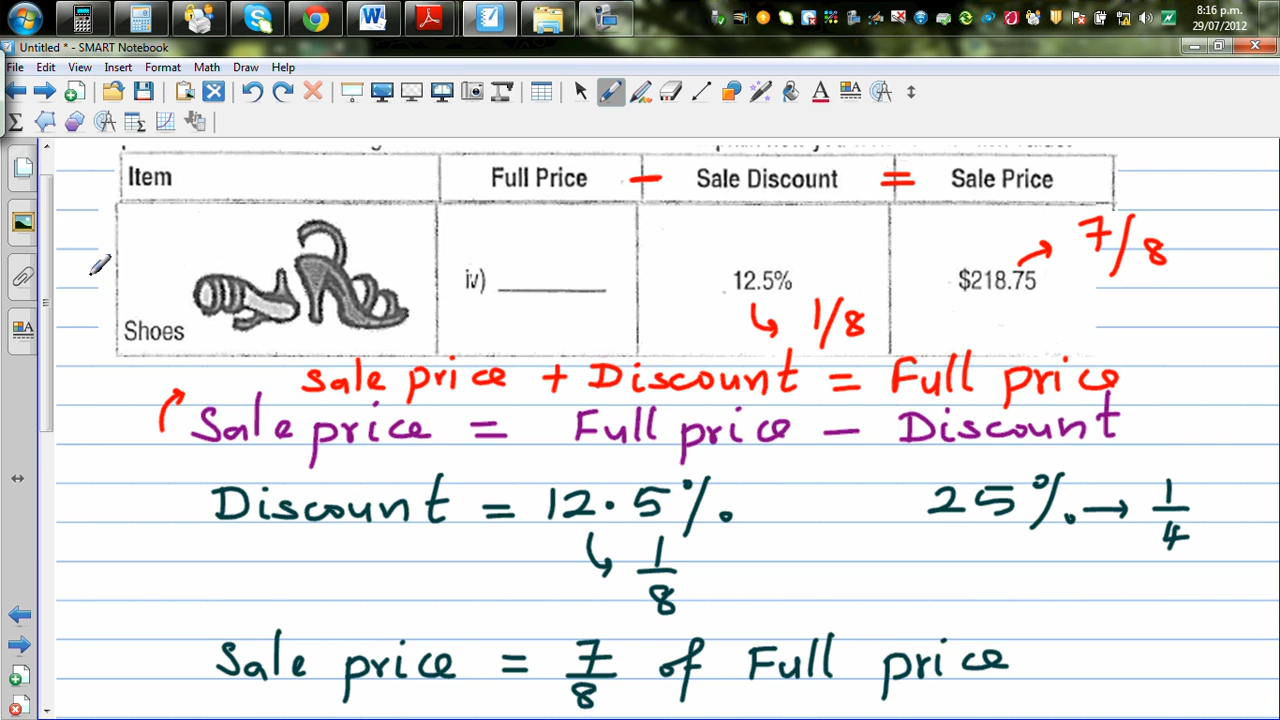 8:16 p.m.
29/07/2012
Untitled * - SMART Notebook
File Edit View Insert Format Math Draw Help
Item Full Price − Sale Discount = Sale Price
7/8
iv) ________ 12.5% $218.75
1/8
Shoes
Sale price + Discount = Full price
Sale price = Full price − Discount
Discount = 12.5% 25% → 1/4
1/8
Sale price = 7/8 of Full price